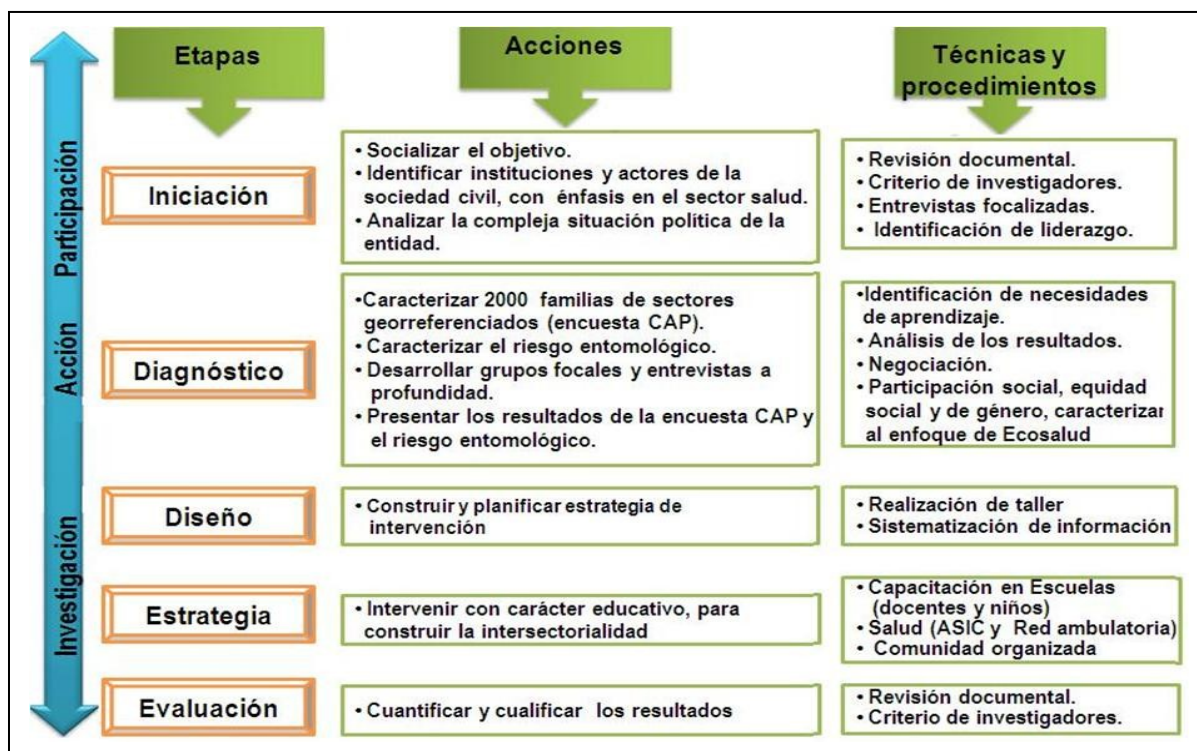 Etapas
Acciones
Técnicas y
procedimientos
Participación
Acción
Investigación
Iniciación
• Socializar el objetivo.
• Identificar instituciones y actores de la
sociedad civil, con énfasis en el sector salud.
• Analizar la compleja situación política de la
entidad.
• Revisión documental.
• Criterio de investigadores.
• Entrevistas focalizadas.
• Identificación de liderazgo.
Diagnóstico
•Caracterizar 2000 familias de sectores
georreferenciados (encuesta CAP).
• Caracterizar el riesgo entomológico.
• Desarrollar grupos focales y entrevistas a
profundidad.
• Presentar los resultados de la encuesta CAP y
el riesgo entomológico.
•Identificación de necesidades
de aprendizaje.
• Análisis de los resultados.
• Negociación.
• Participación social, equidad
social y de género, caracterizar
al enfoque de Ecosalud
Diseño
• Construir y planificar estrategia de
intervención
• Realización de taller
• Sistematización de información
Estrategia
• Intervenir con carácter educativo, para
construir la intersectorialidad
• Capacitación en Escuelas
(docentes y niños)
• Salud (ASIC y Red ambulatoria)
• Comunidad organizada
Evaluación
• Cuantificar y cualificar los resultados
• Revisión documental.
• Criterio de investigadores.